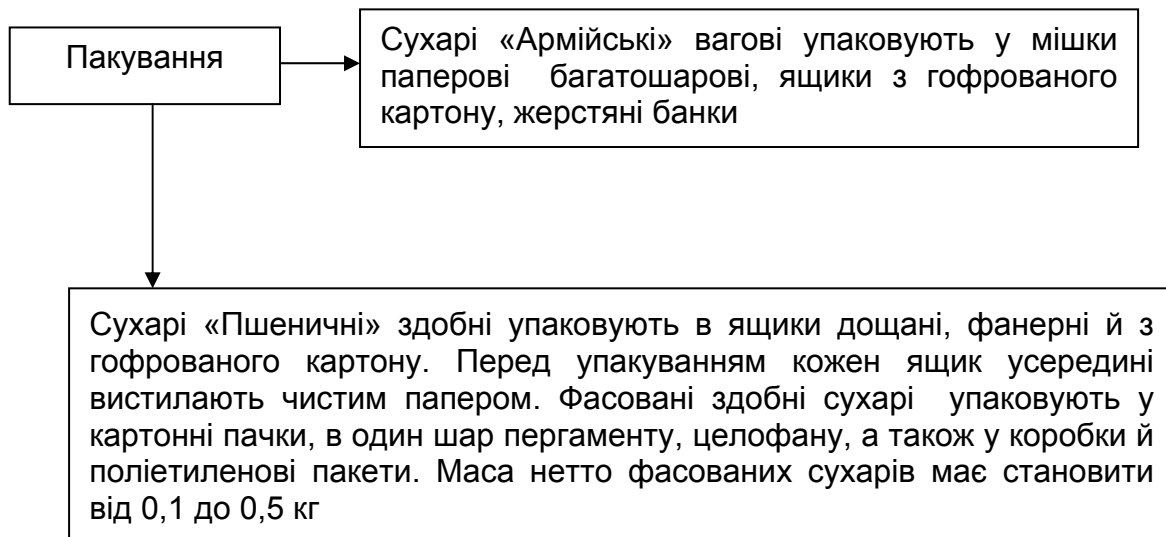 Пакування
Сухарі «Армійські» вагові упаковують у мішки
паперові багатошарові, ящики з гофрованого
картону, жерстяні банки
Сухарі «Пшеничні» здобні упаковують в ящики дощані, фанерні й з
гофрованого картону. Перед упакуванням кожен ящик усередині
вистилають чистим папером. Фасовані здобні сухарі упаковують у
картонні пачки, в один шар пергаменту, целофану, а також у коробки й
поліетиленові пакети. Маса нетто фасованих сухарів має становити
від 0,1 до 0,5 кг